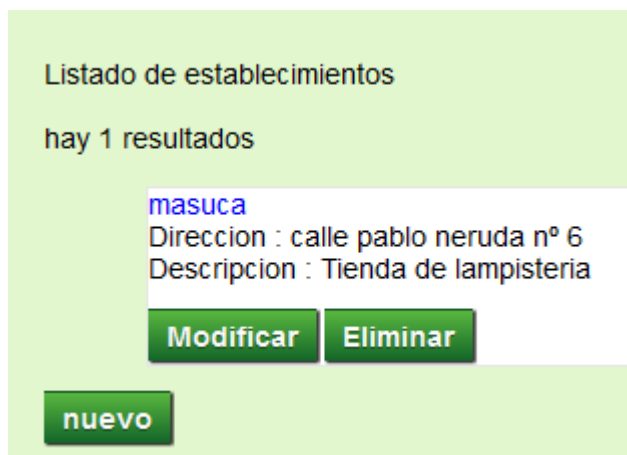 Listado de establecimientos
hay 1 resultados
masuca
Direccion : calle pablo neruda nº 6
Descripcion : Tienda de lampisteria
Modificar Eliminar
nuevo